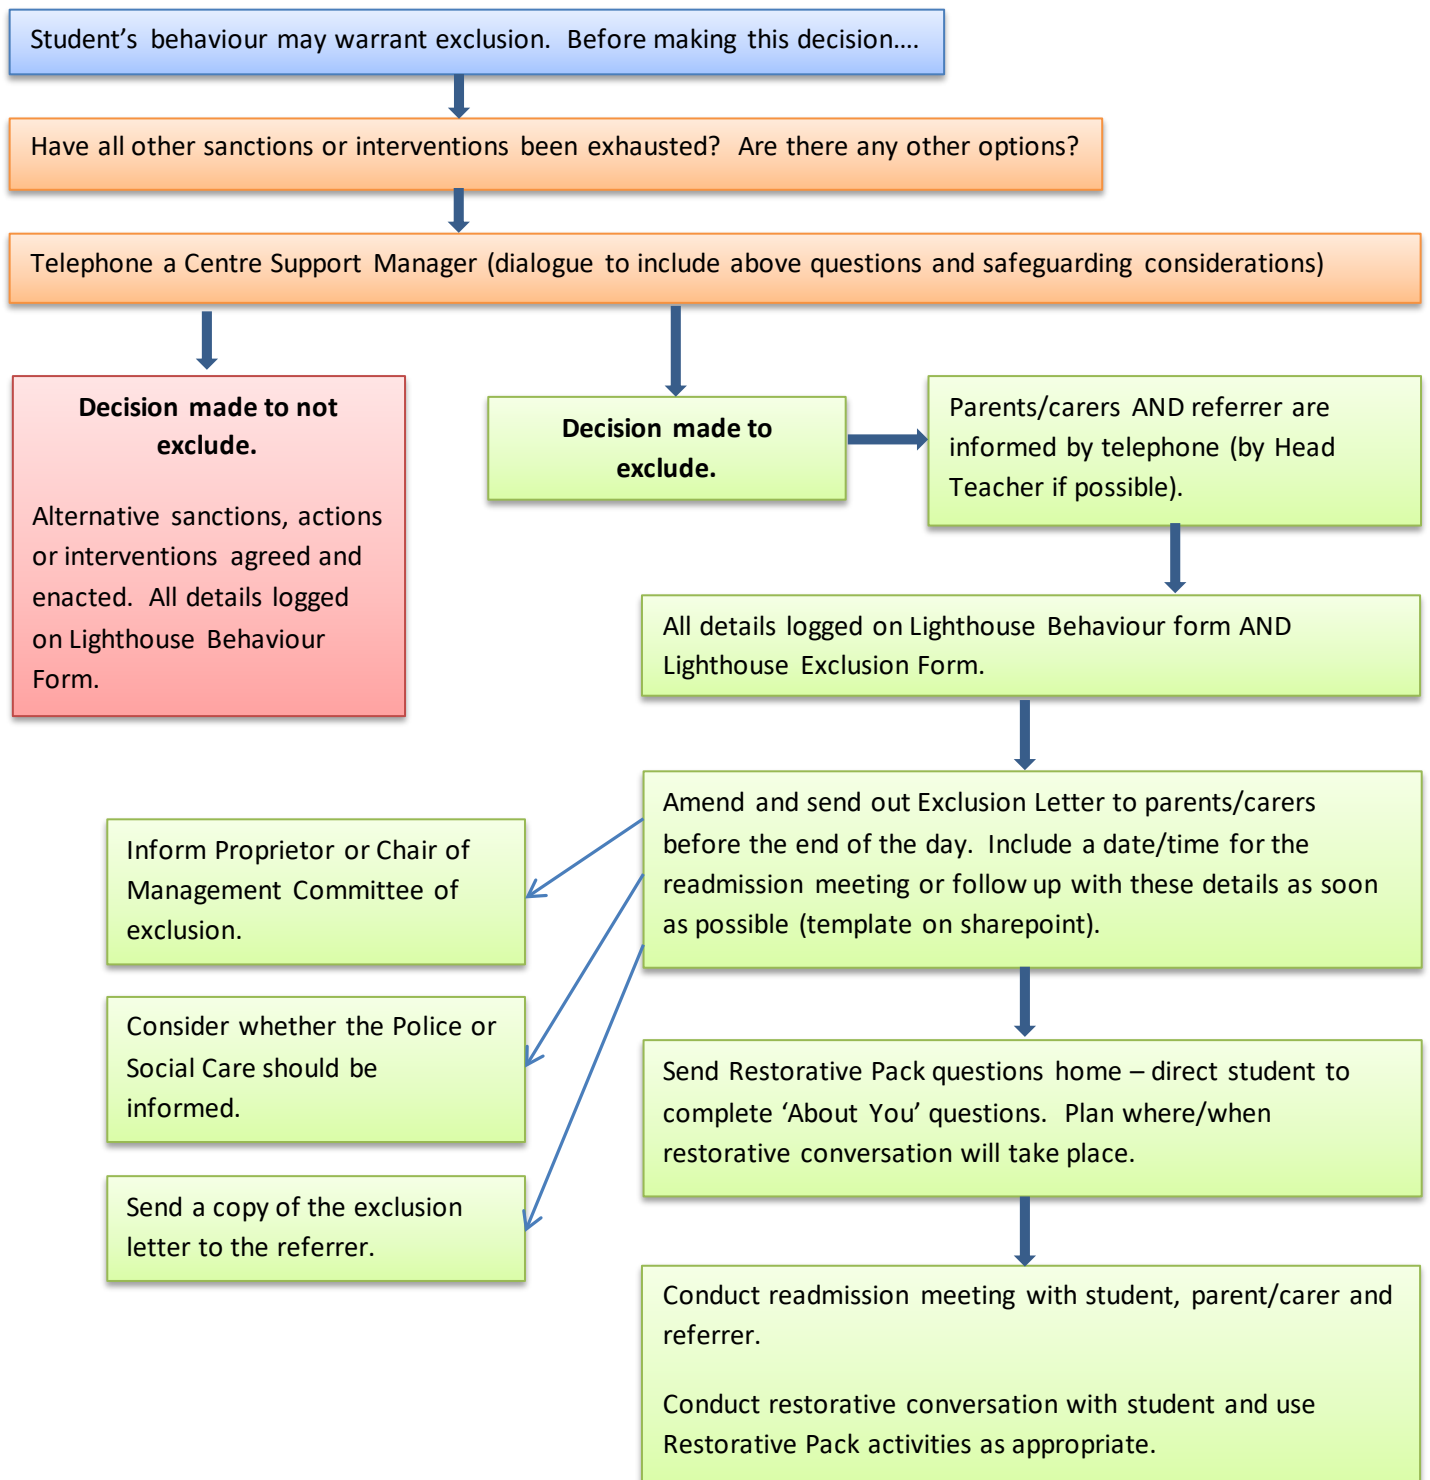 Student’s behaviour may warrant exclusion. Before making this decision....
Have all other sanctions or interventions been exhausted? Are there any other options?
Telephone a Centre Support Manager (dialogue to include above questions and safeguarding considerations)
Decision made to not
exclude.
Alternative sanctions, actions
or interventions agreed and
enacted. All details logged
on Lighthouse Behaviour
Form.
Decision made to
exclude.
Parents/carers AND referrer are
informed by telephone (by Head
Teacher if possible).
All details logged on Lighthouse Behaviour form AND
Lighthouse Exclusion Form.
Amend and send out Exclusion Letter to parents/carers
before the end of the day. Include a date/time for the
readmission meeting or follow up with these details as soon
as possible (template on sharepoint).
Inform Proprietor or Chair of
Management Committee of
exclusion.
Consider whether the Police or
Social Care should be
informed.
Send a copy of the exclusion
letter to the referrer.
Send Restorative Pack questions home – direct student to
complete ‘About You’ questions. Plan where/when
restorative conversation will take place.
Conduct readmission meeting with student, parent/carer and
referrer.
Conduct restorative conversation with student and use
Restorative Pack activities as appropriate.